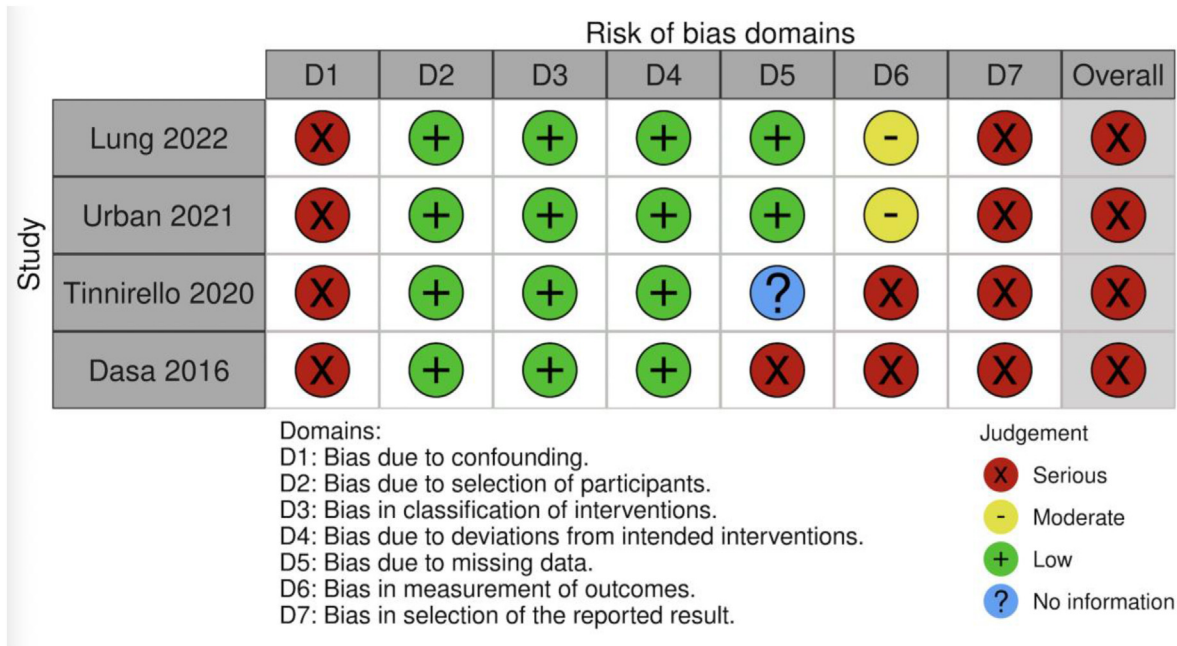 Risk of bias domains
D1 D2 D3 D4 D5 D6 D7 Overall
Study
Lung 2022 X + + + + - X X
Urban 2021 X + + + + - X X
Tinnirello 2020 X + + + ? X X X
Dasa 2016 X + + + X X X X
Domains:
D1: Bias due to confounding.
D2: Bias due to selection of participants.
D3: Bias in classification of interventions.
D4: Bias due to deviations from intended interventions.
D5: Bias due to missing data.
D6: Bias in measurement of outcomes.
D7: Bias in selection of the reported result.
Judgement
X Serious
- Moderate
+ Low
? No information